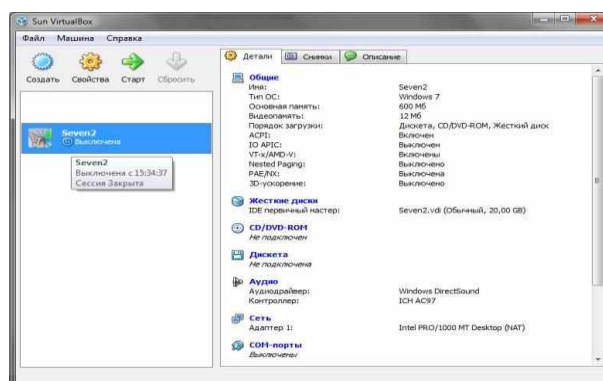 Sun VirtualBox
Файл Машина Справка
Создать Свойства Старт Сбросить
Seven2
Выключена
Seven2
Выключена с 15:34:37
Сессия Закрыта
Детали Снимки Описание
Общие
Имя: Seven2
Тип ОС: Windows 7
Основная память: 600 Мб
Видеопамять: 12 Мб
Порядок загрузки: Дискета, CD/DVD-ROM, Жесткий диск
ACPI: Включен
IO APIC: Выключен
VT-x/AMD-V: Включены
Nested Paging: Выключено
PAE/NX: Выключена
3D-ускорение: Выключено
Жесткие диски
IDE первичный мастер: Seven2.vdi (Обычный, 20,00 GB)
CD/DVD-ROM
Не подключен
Дискета
Не подключена
Аудио
Аудиодрайвер: Windows DirectSound
Контроллер: ICH AC97
Сеть
Адаптер 1: Intel PRO/1000 MT Desktop (NAT)
COM-порты
Выключены